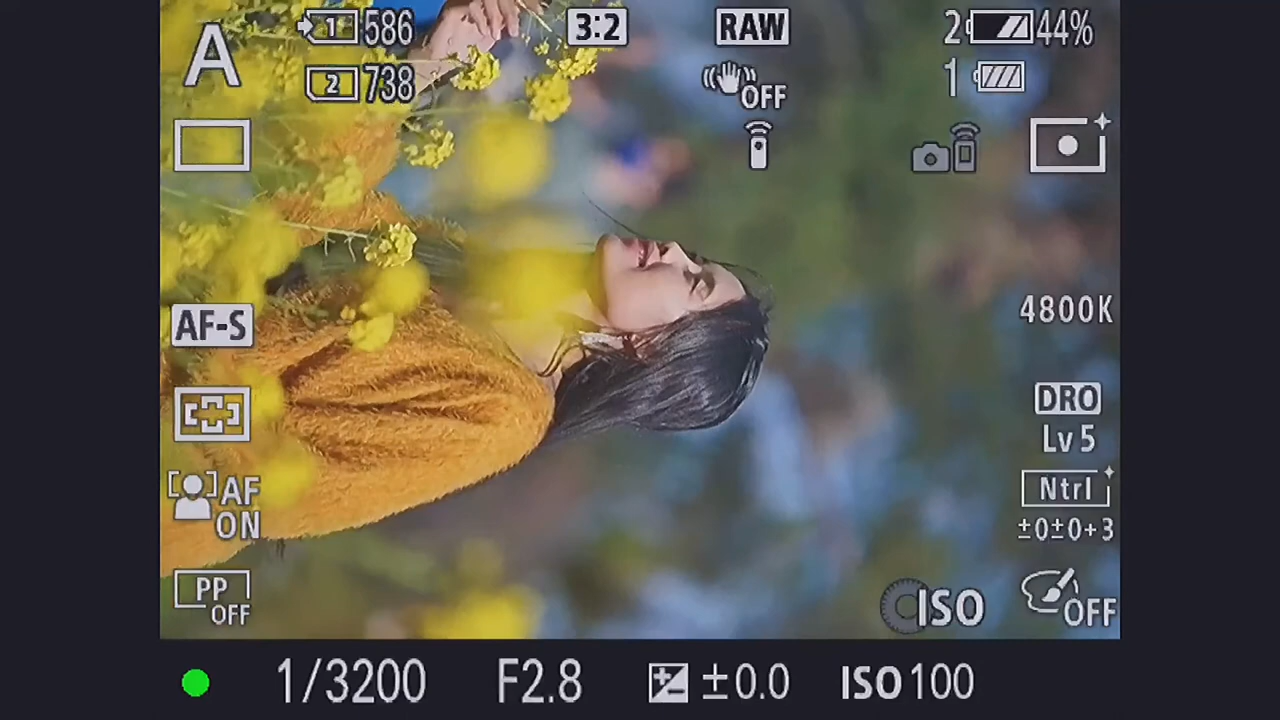 A
1 586
2 738
3:2
RAW
OFF
2 44%
1
AF-S
4800K
DRO
Lv 5
AF
ON
Ntrl
±0±0+3
PP
OFF
ISO
OFF
1/3200 F2.8 ±0.0 ISO 100